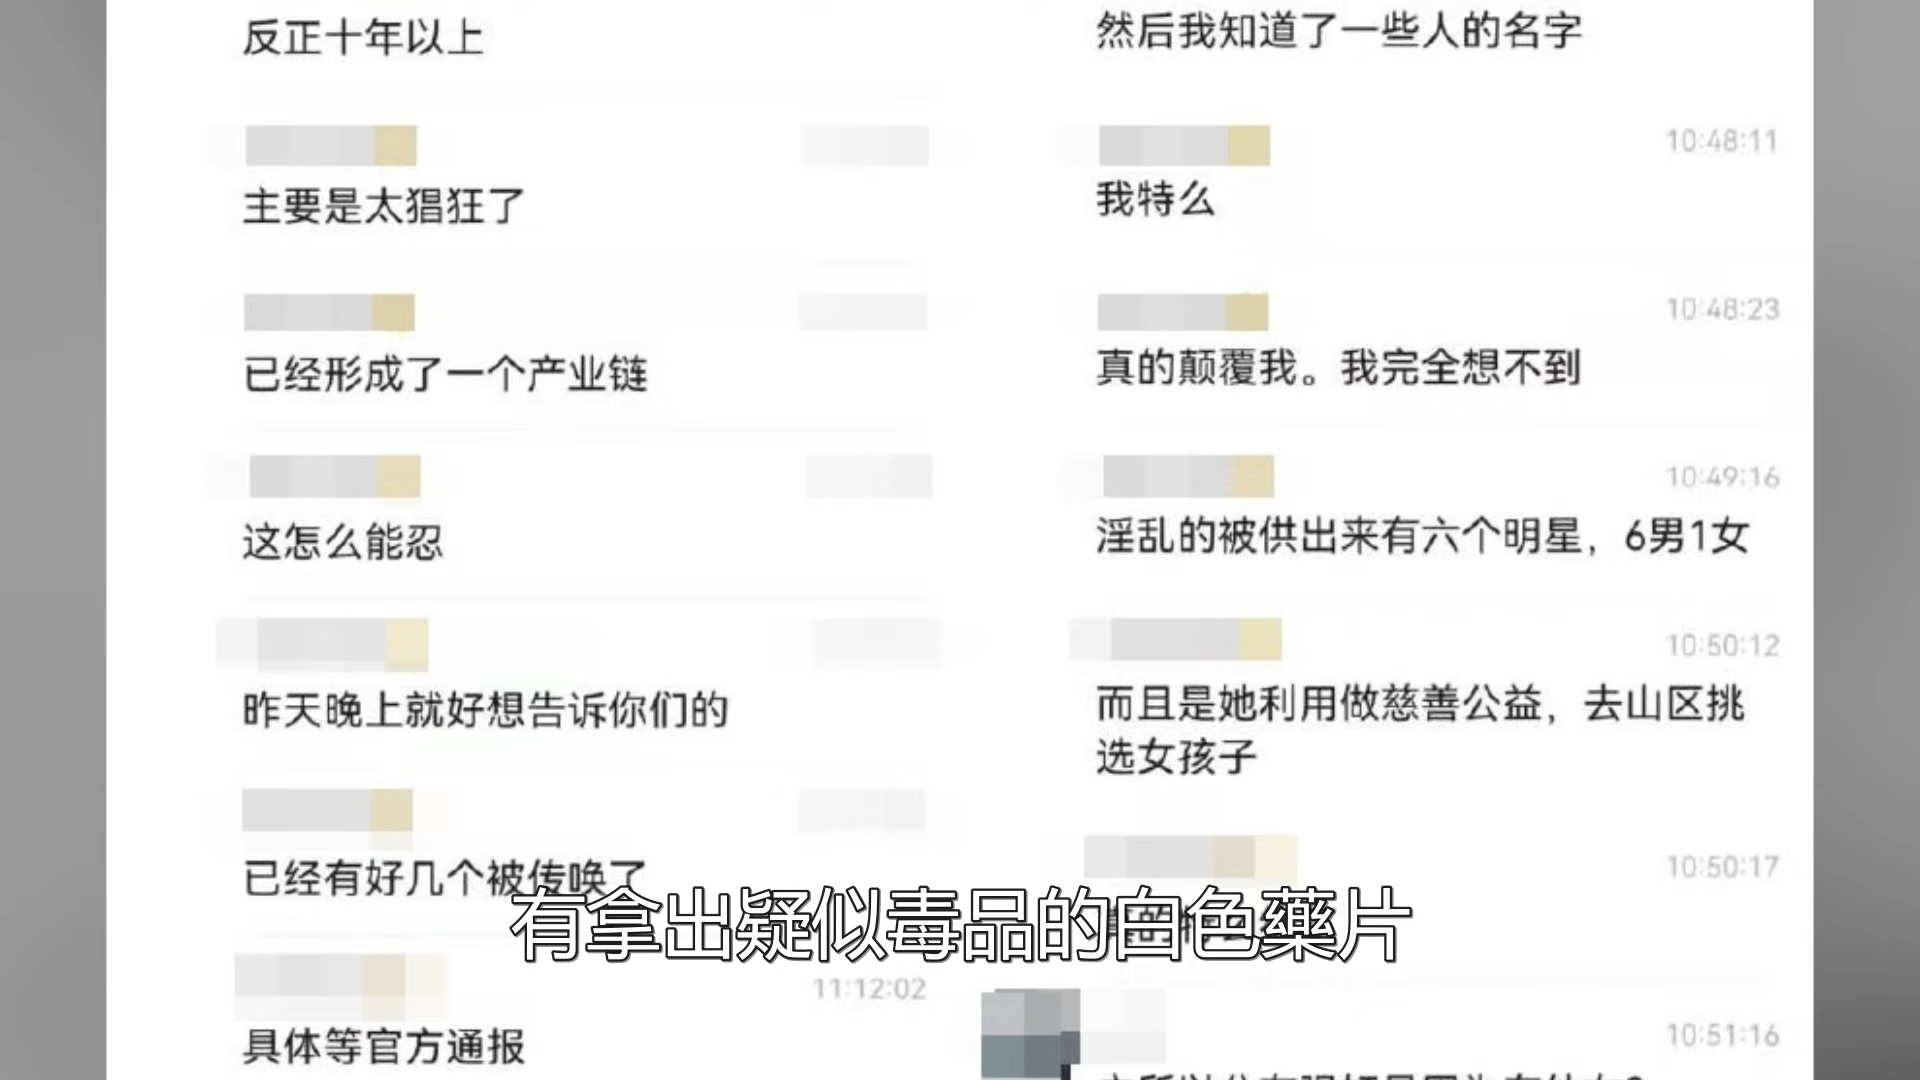 反正十年以上
主要是太猖狂了
已经形成了一个产业链
这怎么能忍
昨天晚上就好想告诉你们的
已经有好几个被传唤了
11:12:02
具体等官方通报
然后我知道了一些人的名字
10:48:11
我特么
10:48:23
真的颠覆我。我完全想不到
10:49:16
淫乱的被供出来有六个明星，6男1女
10:50:12
而且是她利用做慈善公益，去山区挑
选女孩子
10:50:17
10:51:16
有拿出疑似毒品的白色藥片